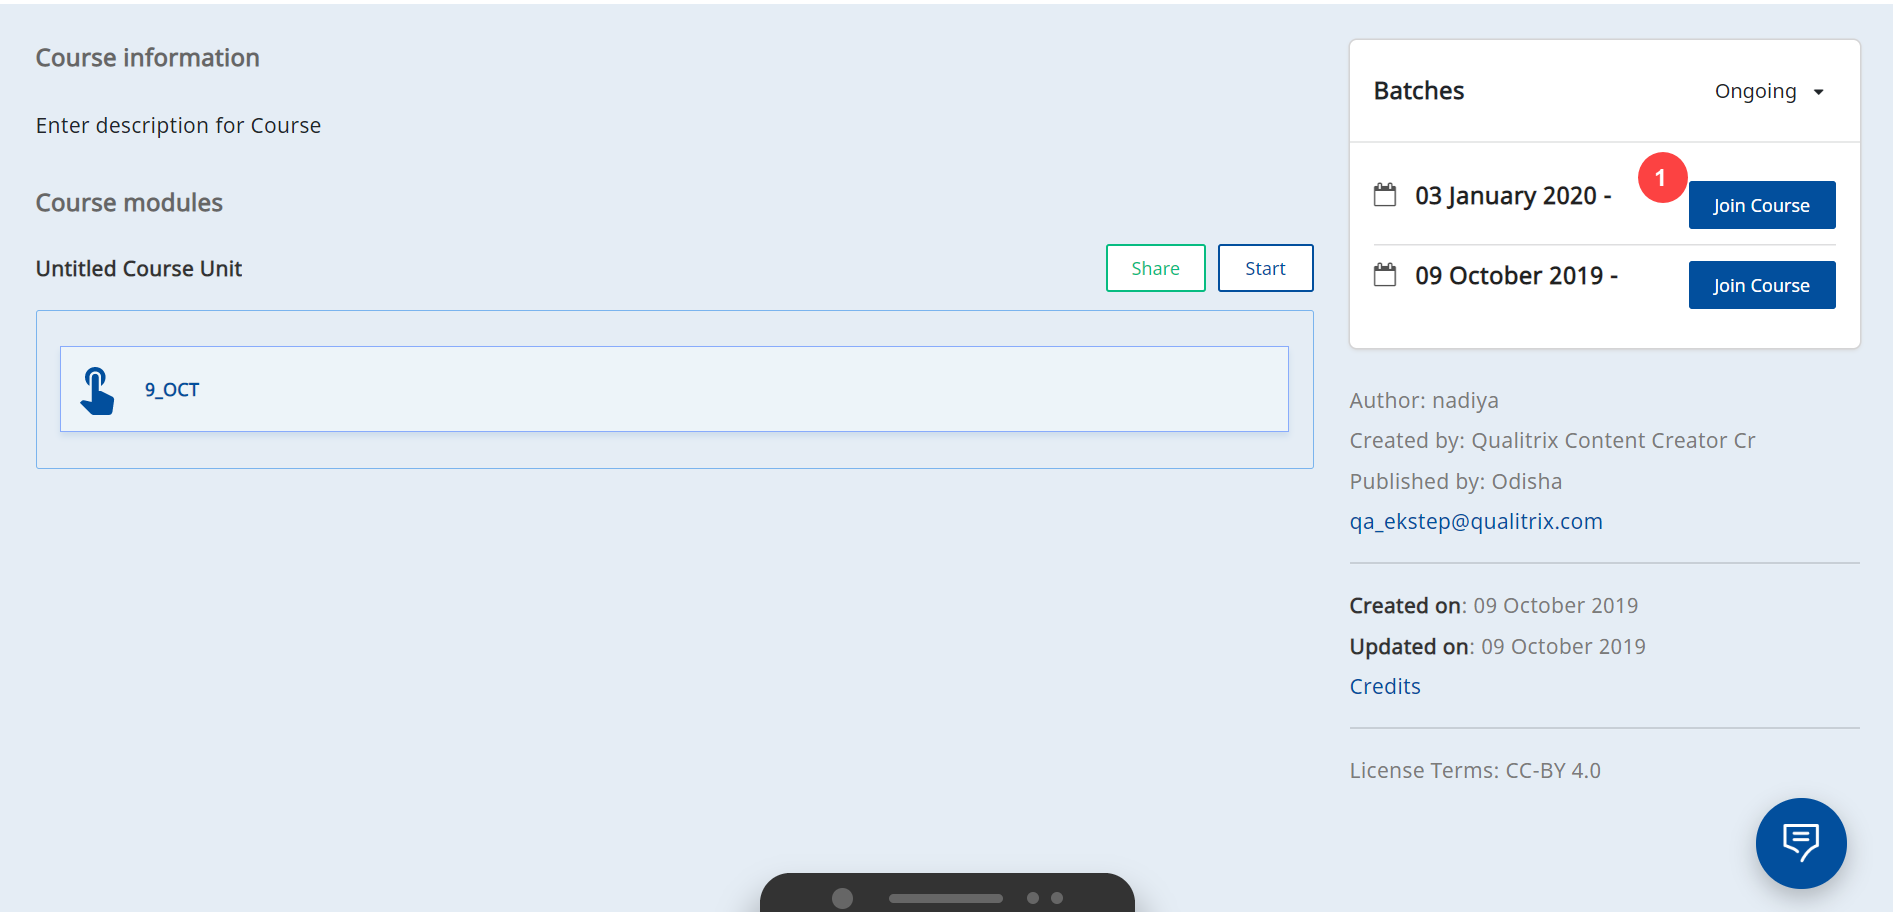 Course information
Enter description for Course
Course modules
Untitled Course Unit
Share
Start
9_OCT
Batches
Ongoing
1
03 January 2020 -
Join Course
09 October 2019 -
Join Course
Author: nadiya
Created by: Qualitrix Content Creator Cr
Published by: Odisha
qa_ekstep@qualitrix.com
Created on: 09 October 2019
Updated on: 09 October 2019
Credits
License Terms: CC-BY 4.0